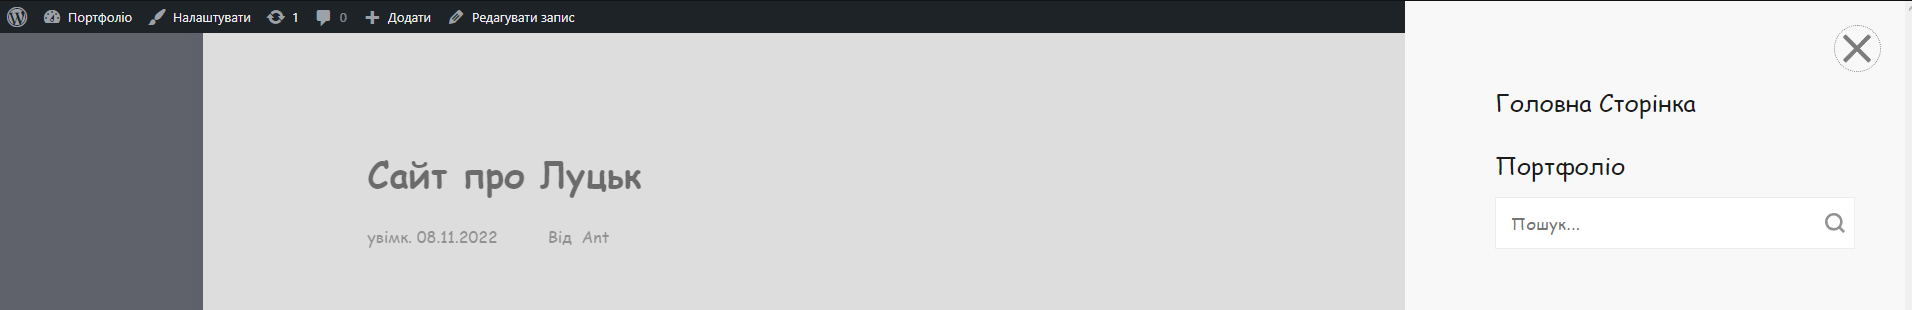 Портфоліо Налаштувати 1 0 Додати Редагувати запис
Сайт про Луцьк
увімк. 08.11.2022 Від Ant
Головна Сторінка
Портфоліо
Пошук...